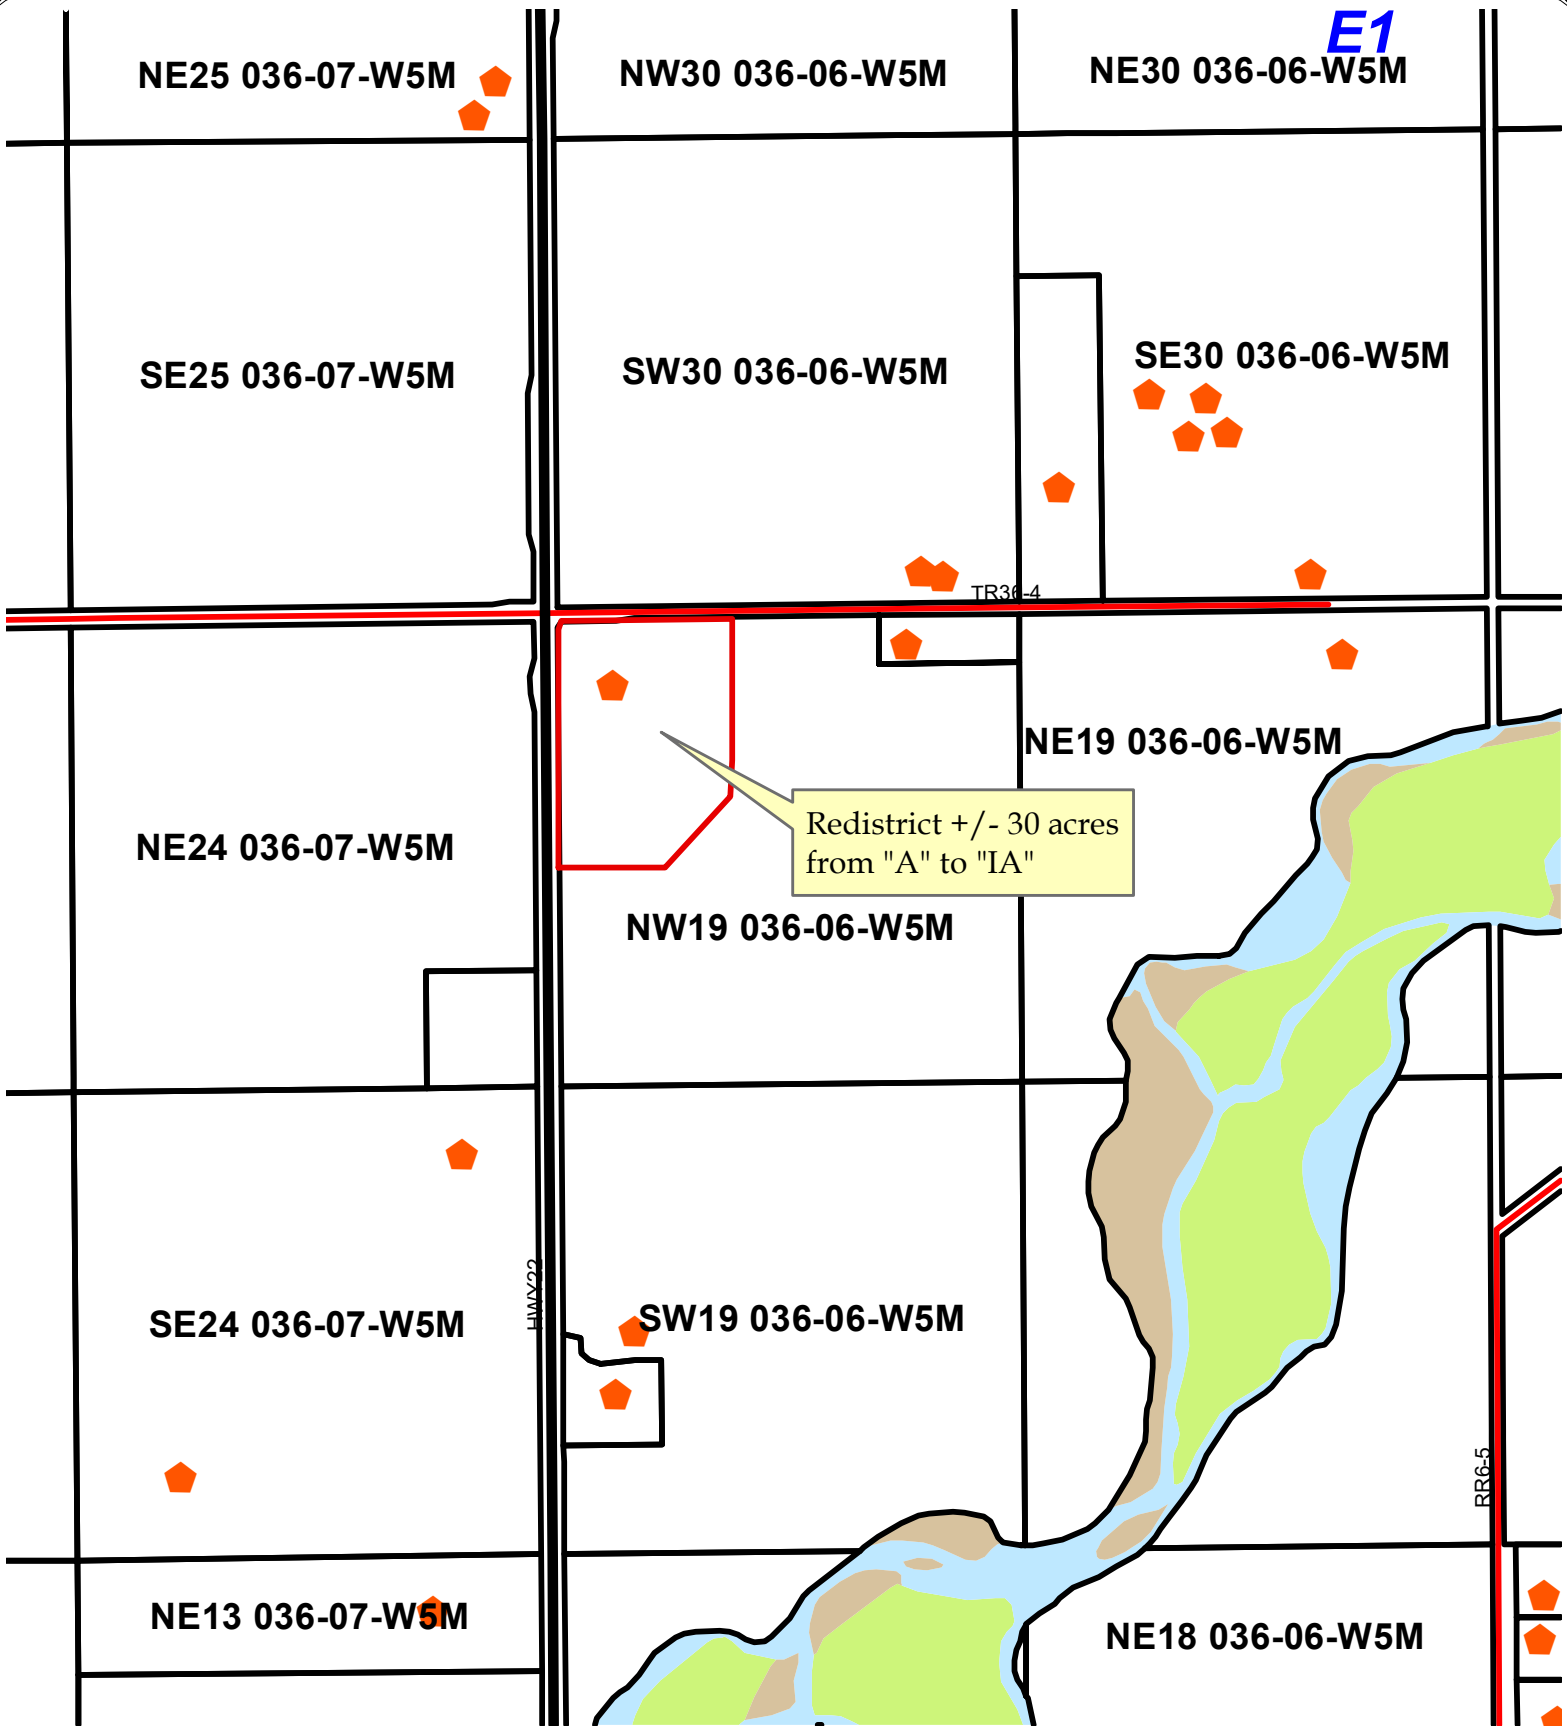 E1
NE25 036-07-W5M
NW30 036-06-W5M
NE30 036-06-W5M
SE25 036-07-W5M
SW30 036-06-W5M
SE30 036-06-W5M
TR36-4
NE19 036-06-W5M
Redistrict +/- 30 acres
from "A" to "IA"
NE24 036-07-W5M
NW19 036-06-W5M
HWY22
SE24 036-07-W5M
SW19 036-06-W5M
RR6-5
NE13 036-07-W5M
NE18 036-06-W5M